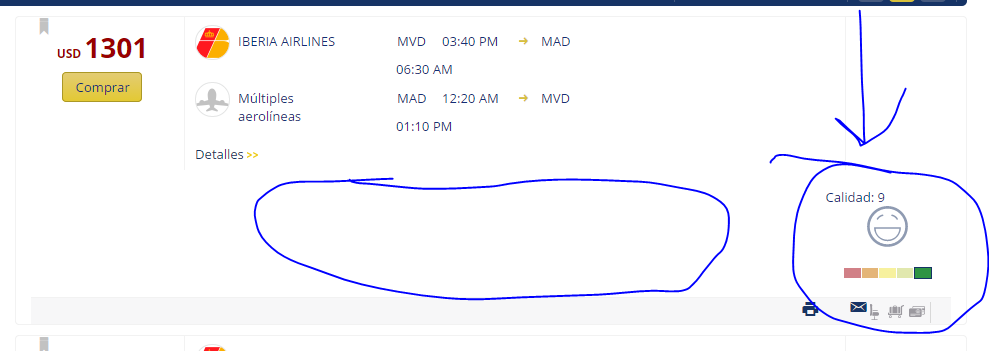 USD 1301
Comprar
IBERIA AIRLINES MVD 03:40 PM → MAD
06:30 AM
Múltiples aerolíneas MAD 12:20 AM → MVD
01:10 PM
Detalles >>
Calidad: 9